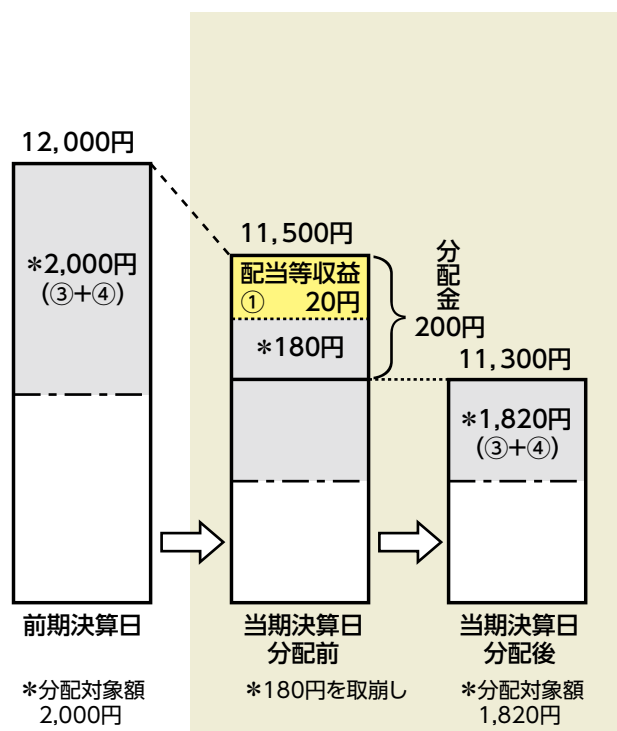 12,000円
*2,000円
(③+④)
前期決算日
*分配対象額
2,000円
11,500円
配当等収益
① 20円
*180円
分配金
200円
当期決算日
分配前
*180円を取崩し
11,300円
*1,820円
(③+④)
当期決算日
分配後
*分配対象額
1,820円